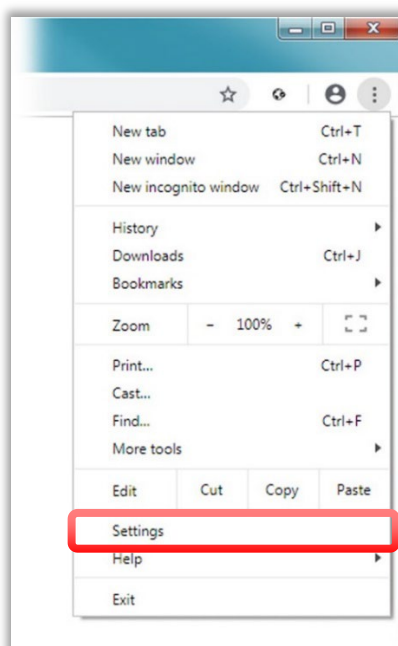 New tab Ctrl+T
New window Ctrl+N
New incognito window Ctrl+Shift+N
History
Downloads Ctrl+J
Bookmarks
Zoom - 100% +
Print... Ctrl+P
Cast...
Find... Ctrl+F
More tools
Edit Cut Copy Paste
Settings
Help
Exit